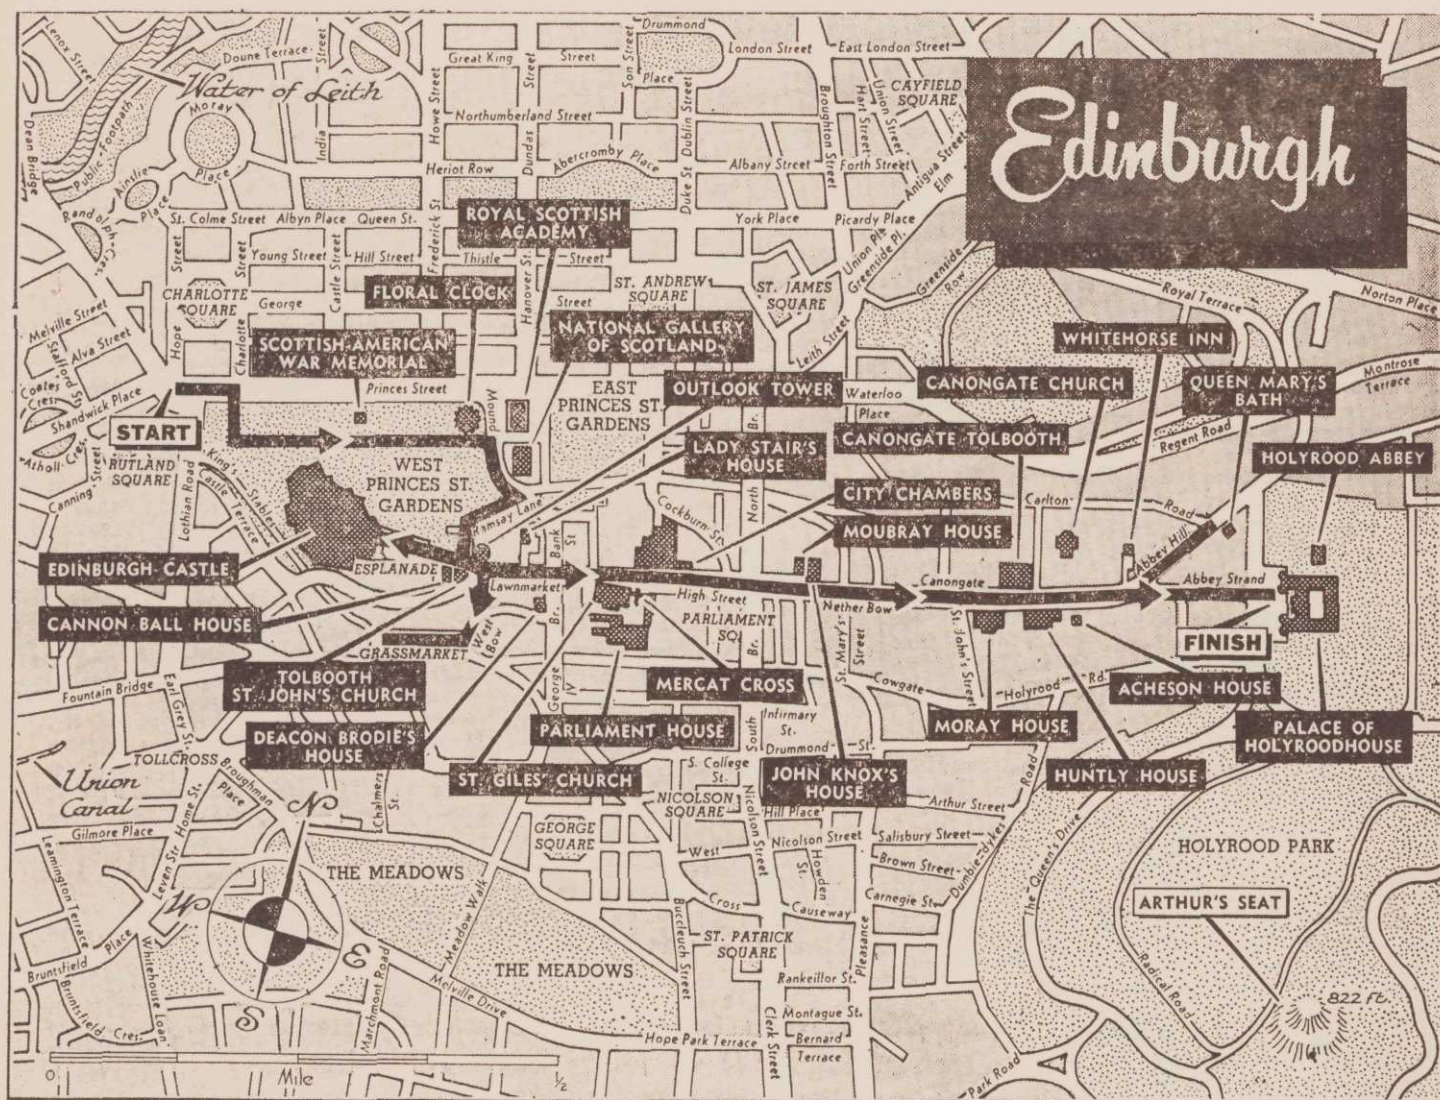 Edinburgh
Lenox Street
Water of Leith
Doune Terrace
Street
Great King
Street
Drummond
Place
London Street
East London Street
CAYFIELD
SQUARE
Dean Bridge
Public Footpath
Moray
Place
Ainslie
Place
India
Howe Street
Dundas
Street
Northumberland Street
Dublin Street
Broughton Street
Hart Street
Union Street
Heriot Row
Abercromby Place
Duke St
Albany Street
Forth Street
Antigua Street
Elm
Randolph Cres.
St. Colme Street
Albyn Place
Queen St.
Frederick St
York Place
Picardy Place
Union Pl.
Greenside Pl.
Greenside
Row
ROYAL SCOTTISH
ACADEMY
Street
Street
Young Street
Castle Street
Hill Street
Thistle
Street
Hanover St.
FLORAL CLOCK
ST. ANDREW
SQUARE
ST. JAMES
SQUARE
Royal Terrace
Norton Place
CHARLOTTE
SQUARE
George
Street
Melville Street
Alva Street
Stafford St.
Hope
Charlotte
SCOTTISH-AMERICAN
WAR MEMORIAL
NATIONAL GALLERY
OF SCOTLAND
Leith Street
WHITEHORSE INN
Montrose
Terrace
Coates
Cres.
Shandwick Place
Atholl Cres.
Princes Street
Mound
EAST
PRINCES ST.
GARDENS
OUTLOOK TOWER
Waterloo
Place
CANONGATE CHURCH
QUEEN MARY'S
BATH
START
RUTLAND
SQUARE
Canning Street
Lothian Road
King's Stables
Castle Terrace
WEST
PRINCES ST.
GARDENS
LADY STAIR'S
HOUSE
North
Br.
CANONGATE TOLBOOTH
Regent Road
HOLYROOD ABBEY
Ramsay Lane
Cockburn St.
CITY CHAMBERS
Carlton
Road
MOUBRAY HOUSE
EDINBURGH CASTLE
ESPLANADE
Bank
St
Lawnmarket
High Street
Nether Bow
Canongate
Abbey Hill
Abbey Strand
CANNON BALL HOUSE
GRASSMARKET
West
Bow
Br.
PARLIAMENT
SQ.
Br.
St. Mary's
Street
St. John's Street
FINISH
TOLBOOTH
ST. JOHN'S CHURCH
George
IV
MERCAT CROSS
Cowgate
Holyrood
Rd.
ACHESON HOUSE
Fountain Bridge
Earl
Grey St.
DEACON BRODIE'S
HOUSE
PARLIAMENT HOUSE
Infirmary
St.
South
Drummond
St.
MORAY HOUSE
PALACE OF
HOLYROODHOUSE
TOLLCROSS
Broughman
Place
ST. GILES' CHURCH
S. College
St.
JOHN KNOX'S
HOUSE
HUNTLY HOUSE
Union
Canal
Home St.
Chalmers
St.
NICOLSON
SQUARE
Nicolson Street
Hill Place
Arthur Street
Road
Gilmore Place
N
Leven Str
GEORGE
SQUARE
West
Nicolson Street
Howden
St.
Salisbury Street
Brown Street
Dumbie-dykes
The Queen's Drive
HOLYROOD PARK
Leamington Terrace
THE MEADOWS
W
Meadow Walk
Cross
Causeway
Carnegie St.
ARTHUR'S SEAT
Bruntsfield
Place
E
Buccleuch Street
ST. PATRICK
SQUARE
Pleasance
THE MEADOWS
Rankeillor St.
Radical Road
Bruntsfield
Cres.
Whitehouse Loan
S
Marchmont Road
Melville Drive
Montague St.
822 ft.
Hope Park Terrace
Clerk Street
Bernard
Terrace
Park Road
0
Mile
1/2